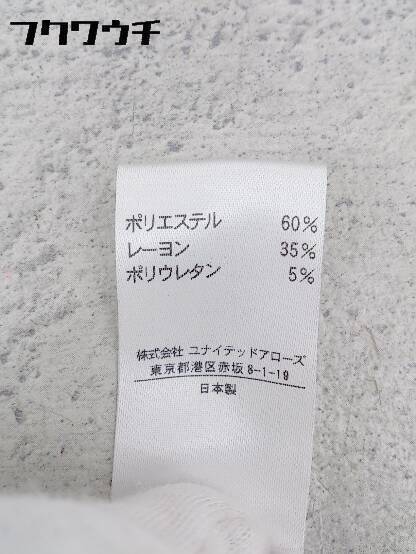 フクワウチ
ポリエステル 60%
レーヨン 35%
ポリウレタン 5%
株式会社 ユナイテッドアローズ
東京都港区赤坂8-1-19
日本製